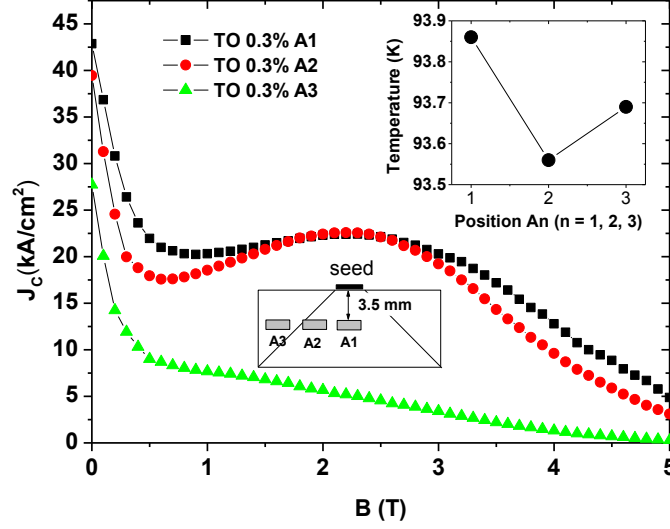 45
40
35
30
25
20
15
10
5
0
J_C (kA/cm²)
TO 0.3% A1
TO 0.3% A2
TO 0.3% A3
93.9
93.8
93.7
93.6
93.5
Temperature (K)
1 2 3
Position An (n = 1, 2, 3)
seed
3.5 mm
A3 A2 A1
0 1 2 3 4 5
B (T)